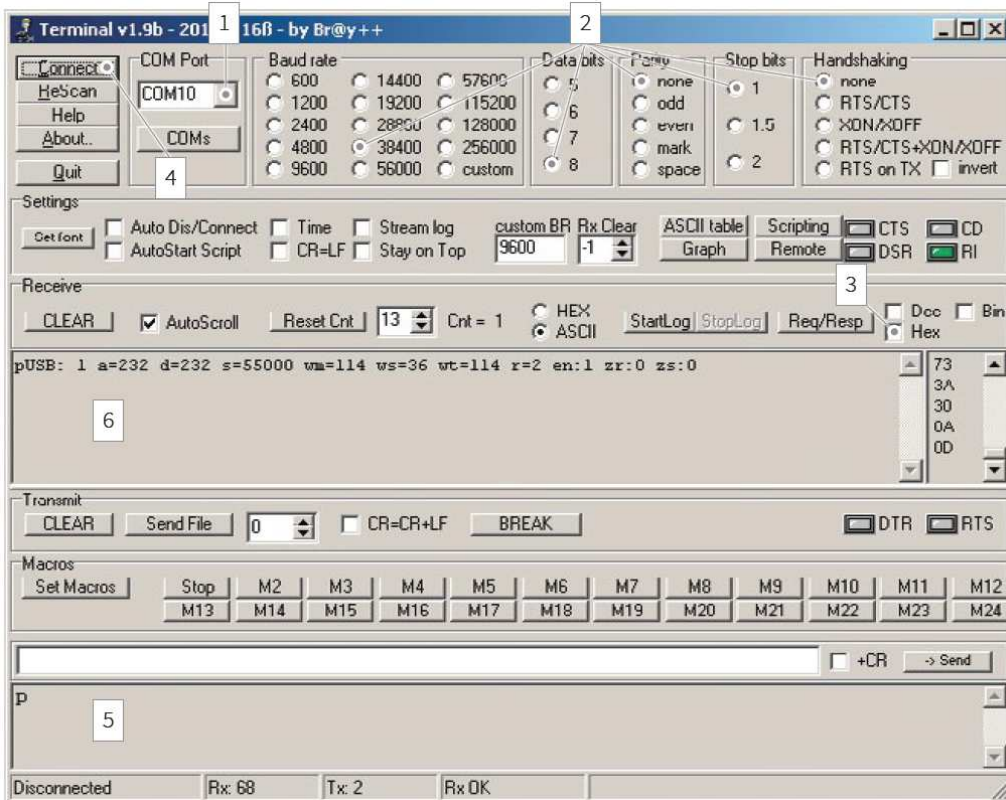 Terminal v1.9b - 201 16ß - by Br@y++
1
2
Connect
ReScan
Help
About..
Quit
4
COM Port
COM10
COMs
Baud rate
600 14400 57600
1200 19200 115200
2400 28800 128000
4800 38400 256000
9600 56000 custom
Data bits
5
6
7
8
Parity
none
odd
even
mark
space
Stop bits
1
1.5
2
Handshaking
none
RTS/CTS
XON/XOFF
RTS/CTS+XON/XOFF
RTS on TX invert
Settings
Set font
Auto Dis/Connect Time Stream log
AutoStart Script CR=LF Stay on Top
custom BR Rx Clear
9600 -1
ASCII table Scripting
Graph Remote
CTS CD
DSR RI
3
Receive
CLEAR AutoScroll Reset Cnt 13 Cnt = 1
HEX
ASCII
StartLog StopLog Req/Resp
Dec Bin
Hex
pUSB: 1 a=232 d=232 s=55000 wm=114 ws=36 wt=114 r=2 en:1 zr:0 zs:0
73
3A
30
0A
0D
6
Transmit
CLEAR Send File 0 CR=CR+LF BREAK DTR RTS
Macros
Set Macros Stop M2 M3 M4 M5 M6 M7 M8 M9 M10 M11 M12
M13 M14 M15 M16 M17 M18 M19 M20 M21 M22 M23 M24
+CR -> Send
p
5
Disconnected Rx: 68 Tx: 2 Rx OK